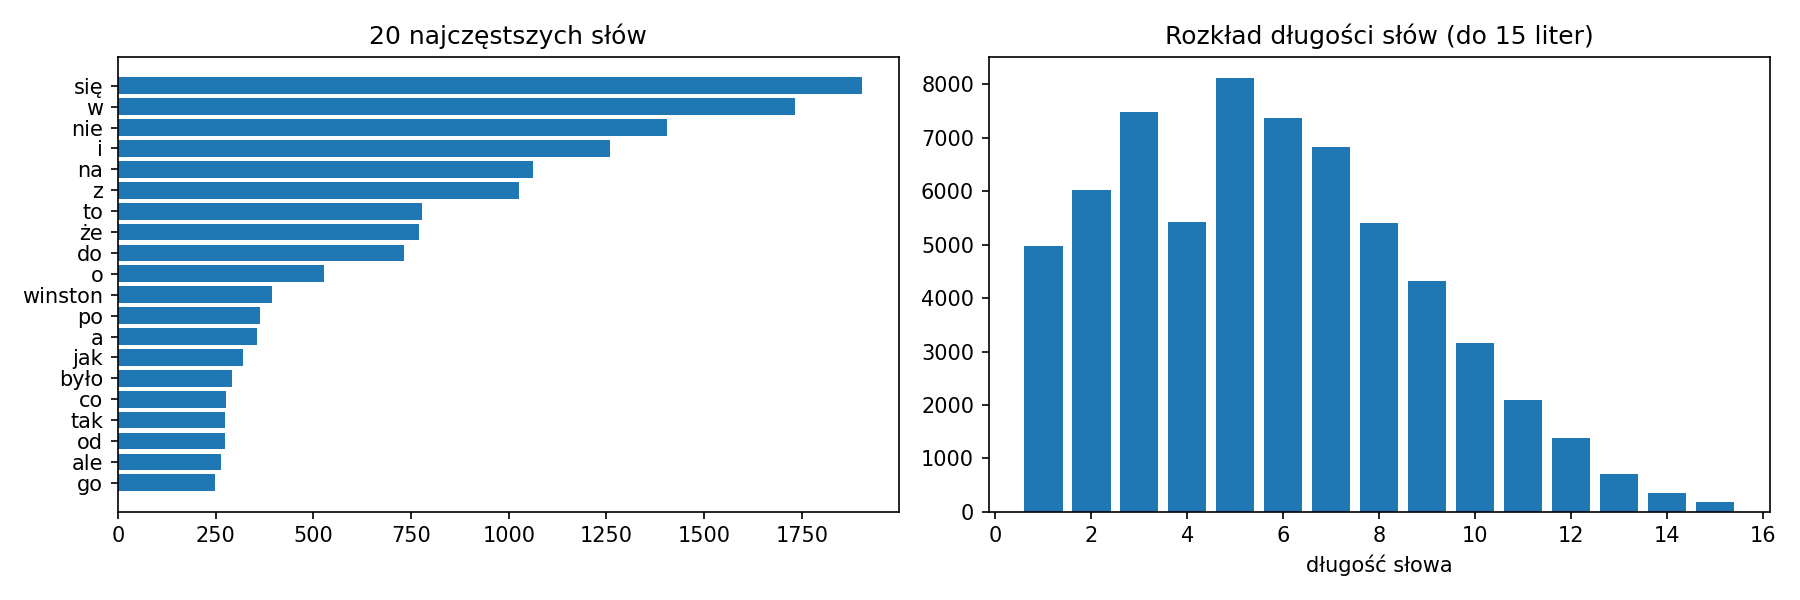 20 najczęstszych słów
się
w
nie
i
na
z
to
że
do
o
winston
po
a
jak
było
co
tak
od
ale
go
0 250 500 750 1000 1250 1500 1750
Rozkład długości słów (do 15 liter)
8000
7000
6000
5000
4000
3000
2000
1000
0
0 2 4 6 8 10 12 14 16
długość słowa